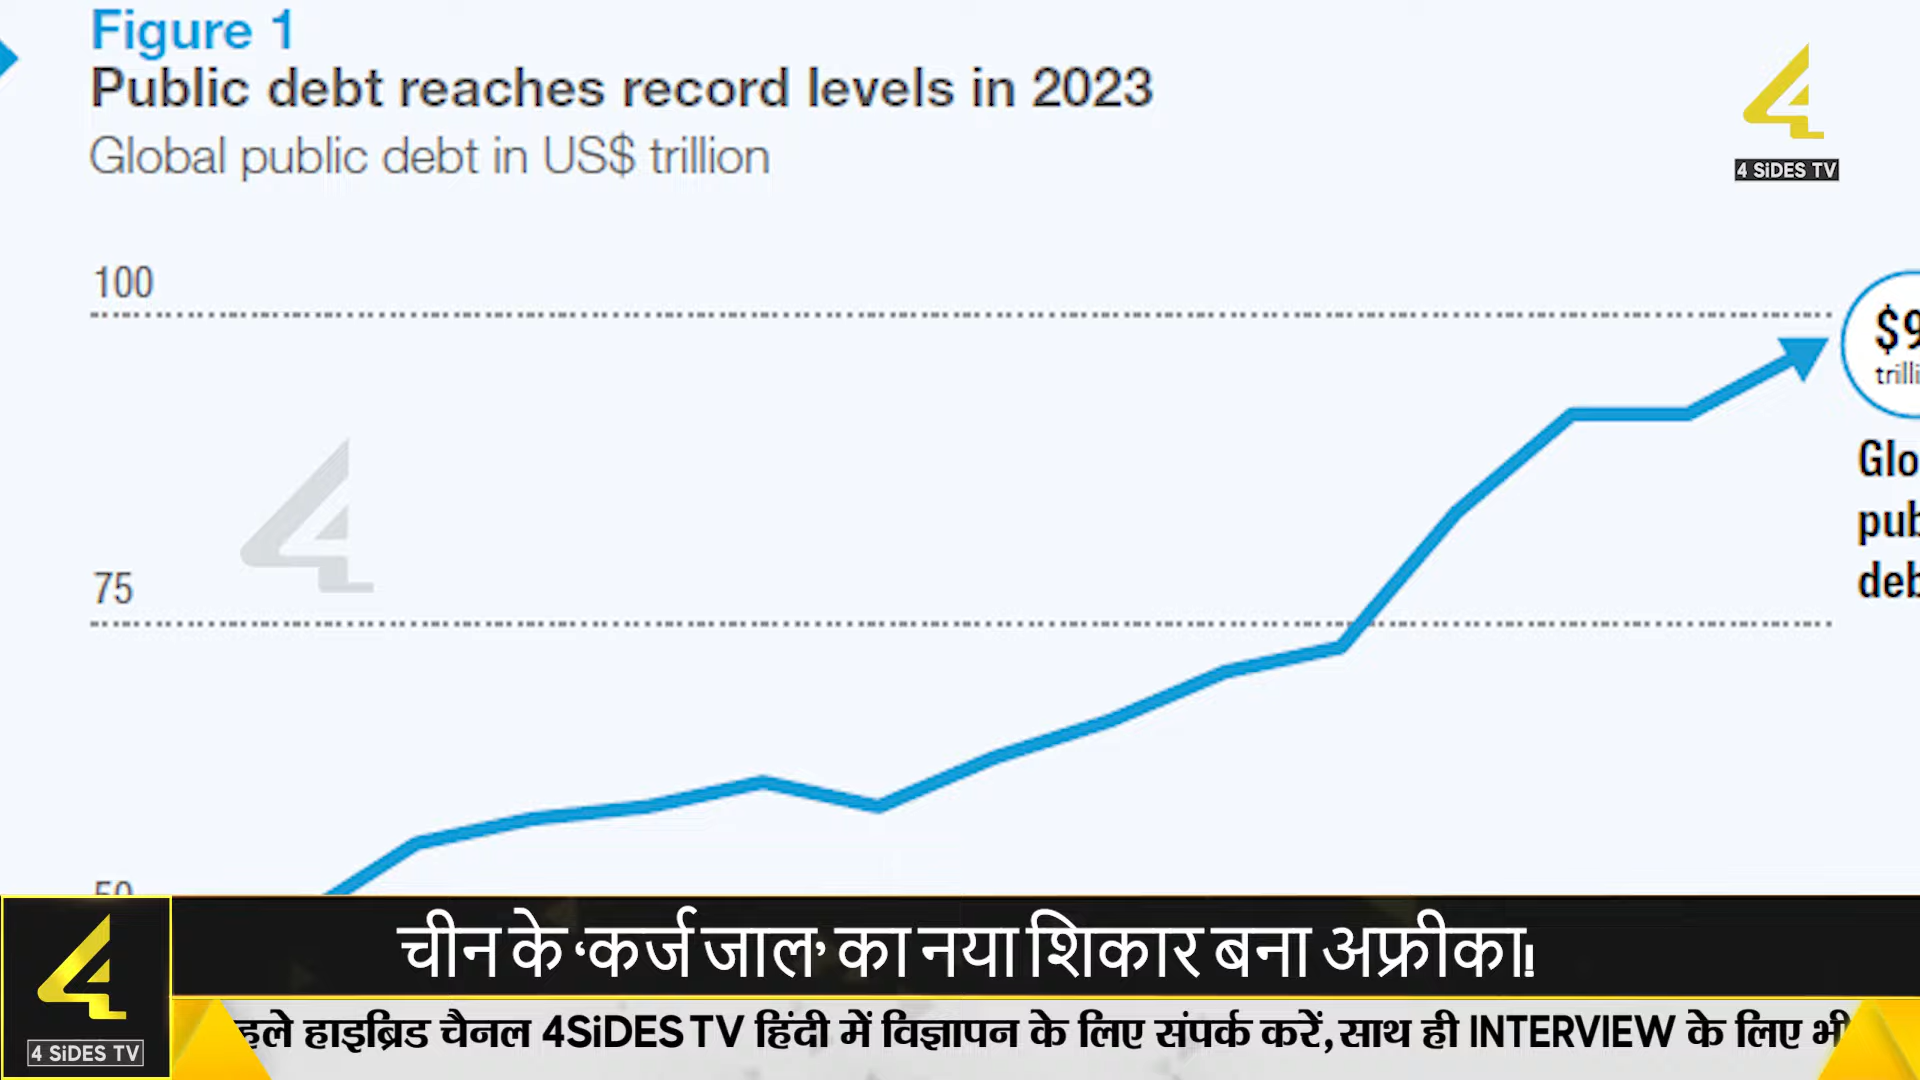 Figure 1
Public debt reaches record levels in 2023
Global public debt in US$ trillion
4 SiDES TV
100
75
50
चीन के ‘कर्ज जाल’ का नया शिकार बना अफ्रीका!
4 SiDES TV
हाइब्रिड चैनल 4SiDES TV हिंदी में विज्ञापन के लिए संपर्क करें, साथ ही INTERVIEW के लिए भी